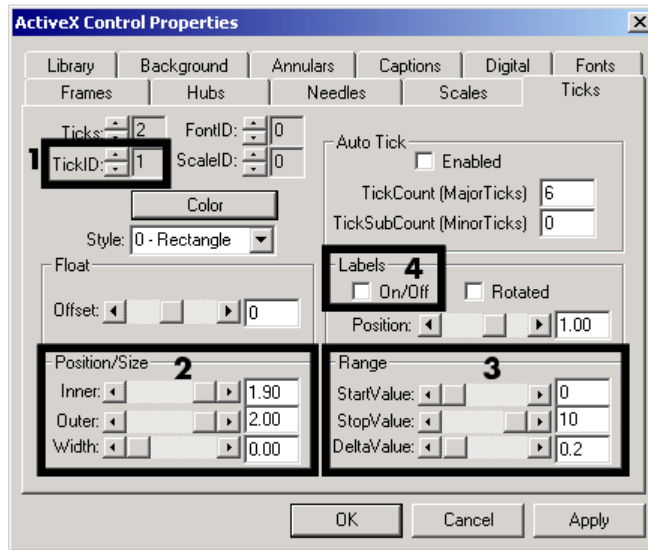 ActiveX Control Properties
Library Background Annulars Captions Digital Fonts
Frames Hubs Needles Scales Ticks
Ticks: 2 FontID: 0
1 TickID: 1 ScaleID: 0
Color
Style: 0 - Rectangle
Auto Tick
Enabled
TickCount (MajorTicks) 6
TickSubCount (MinorTicks) 0
Float
Offset: 0
Labels 4
On/Off Rotated
Position: 1.00
Position/Size 2
Inner: 1.90
Outer: 2.00
Width: 0.00
Range 3
StartValue: 0
StopValue: 10
DeltaValue: 0.2
OK Cancel Apply